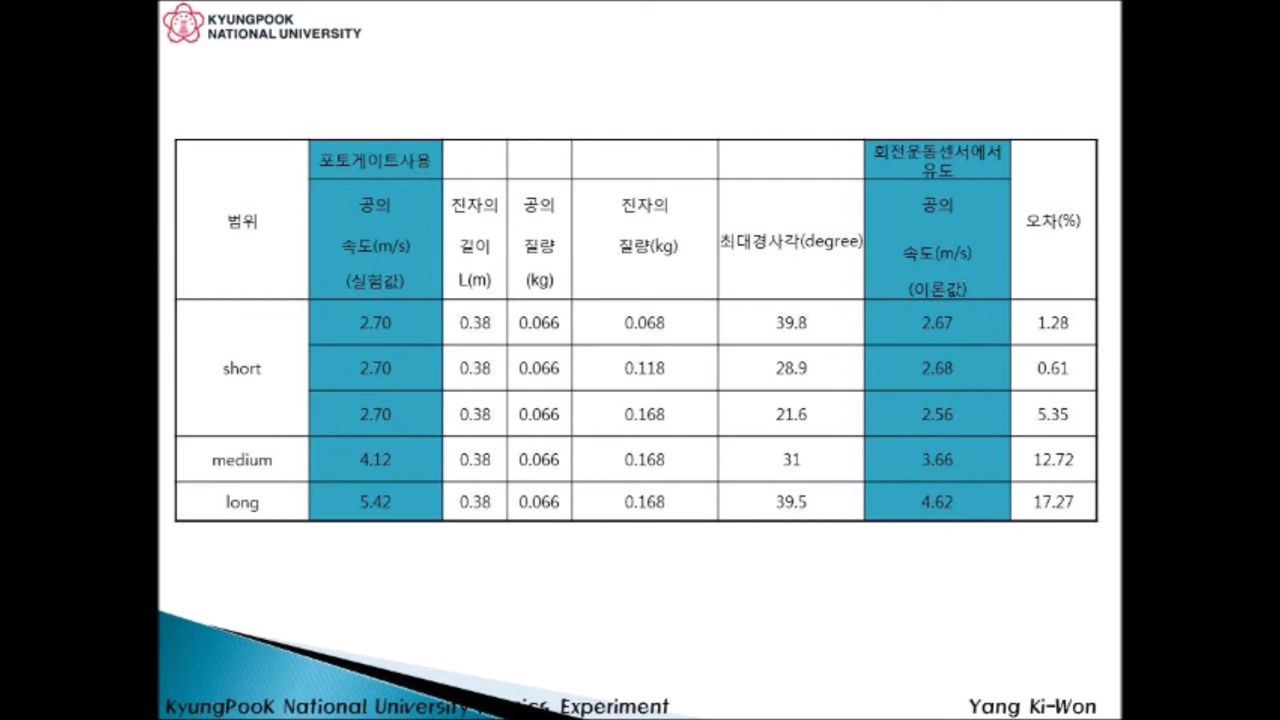 KYUNGPOOK
NATIONAL UNIVERSITY
범위
포토게이트사용
공의
속도(m/s)
(실험값)
진자의
길이
L(m)
공의
질량
(kg)
진자의
질량(kg)
최대경사각(degree)
회전운동센서에서
유도
공의
속도(m/s)
(이론값)
오차(%)
short
2.70 0.38 0.066 0.068 39.8 2.67 1.28
2.70 0.38 0.066 0.118 28.9 2.68 0.61
2.70 0.38 0.066 0.168 21.6 2.56 5.35
medium 4.12 0.38 0.066 0.168 31 3.66 12.72
long 5.42 0.38 0.066 0.168 39.5 4.62 17.27
KyungPooK National University Experiment
Yang Ki-Won